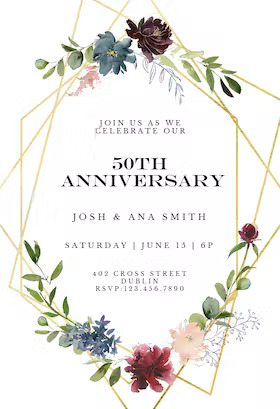 JOIN US AS WE
CELEBRATE OUR
50TH
ANNIVERSARY
JOSH & ANA SMITH
SATURDAY | JUNE 15 | 6P
402 CROSS STREET
DUBLIN
RSVP:123.456.7890